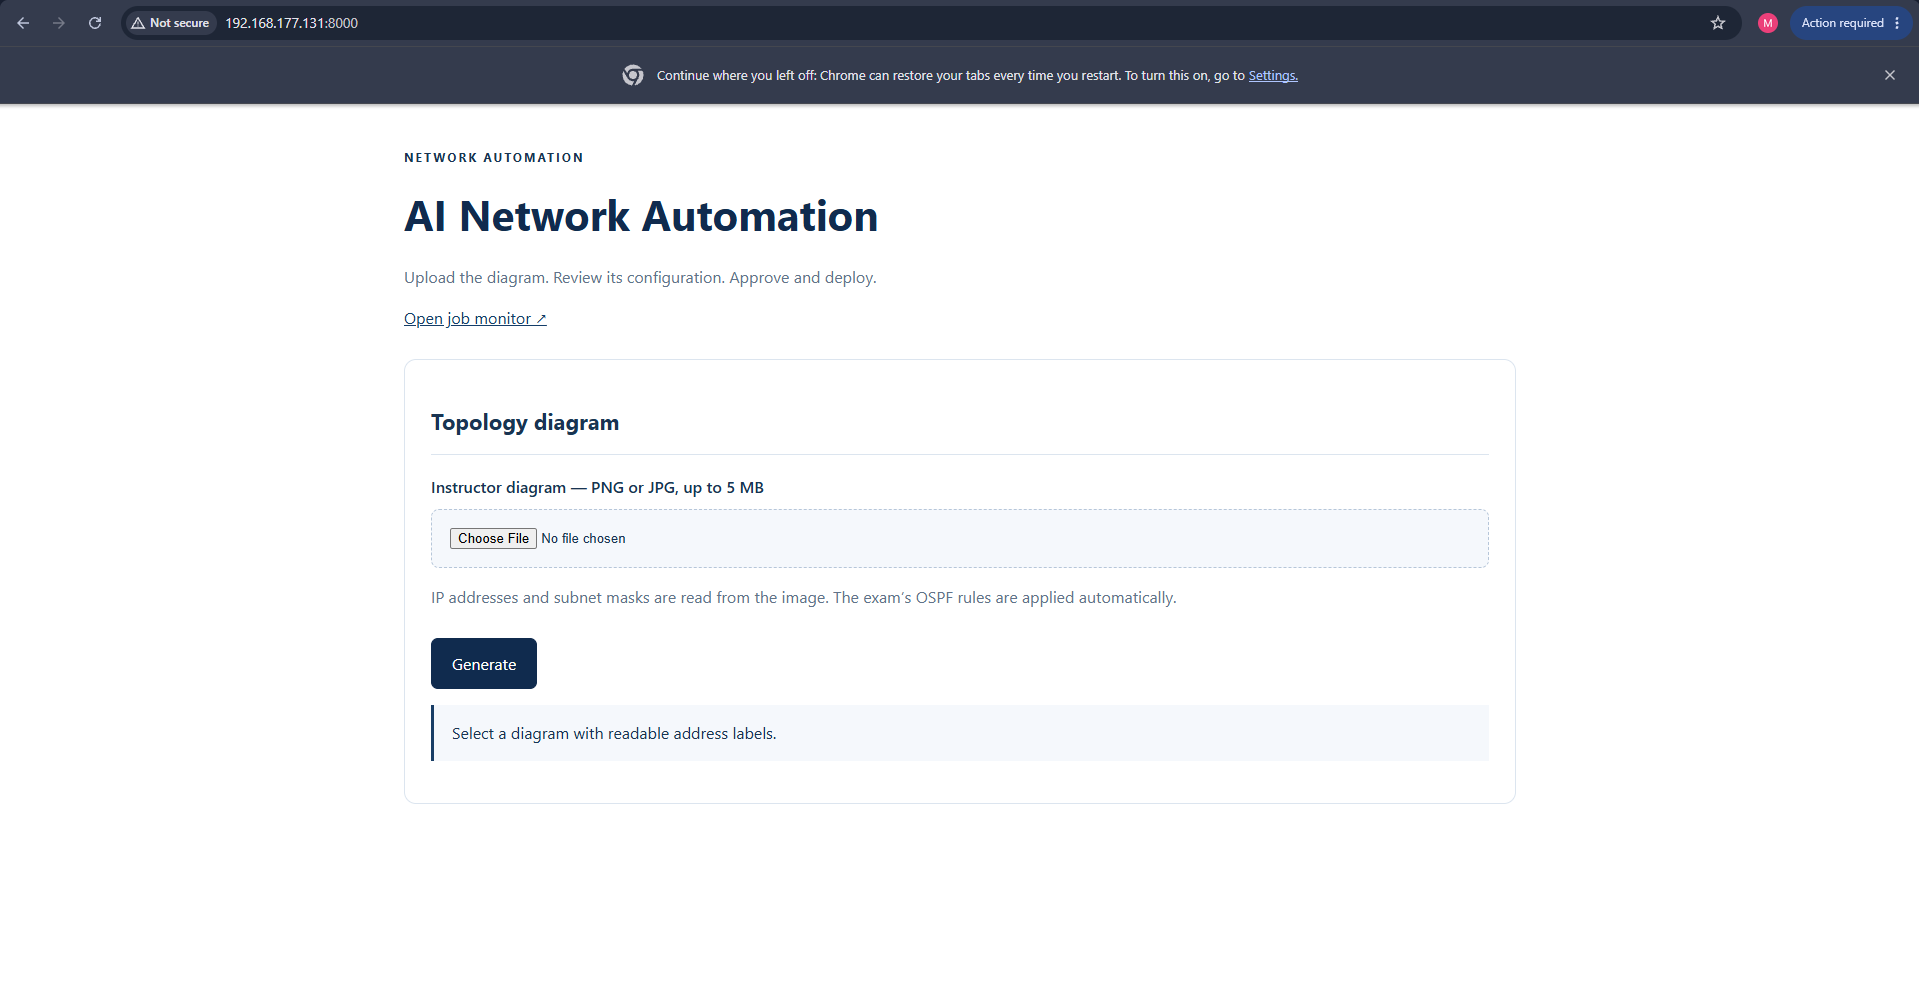 Not secure
192.168.177.131:8000
M
Action required
Continue where you left off: Chrome can restore your tabs every time you restart. To turn this on, go to Settings.
NETWORK AUTOMATION
AI Network Automation
Upload the diagram. Review its configuration. Approve and deploy.
Open job monitor ↗
Topology diagram
Instructor diagram — PNG or JPG, up to 5 MB
Choose File No file chosen
IP addresses and subnet masks are read from the image. The exam's OSPF rules are applied automatically.
Generate
Select a diagram with readable address labels.